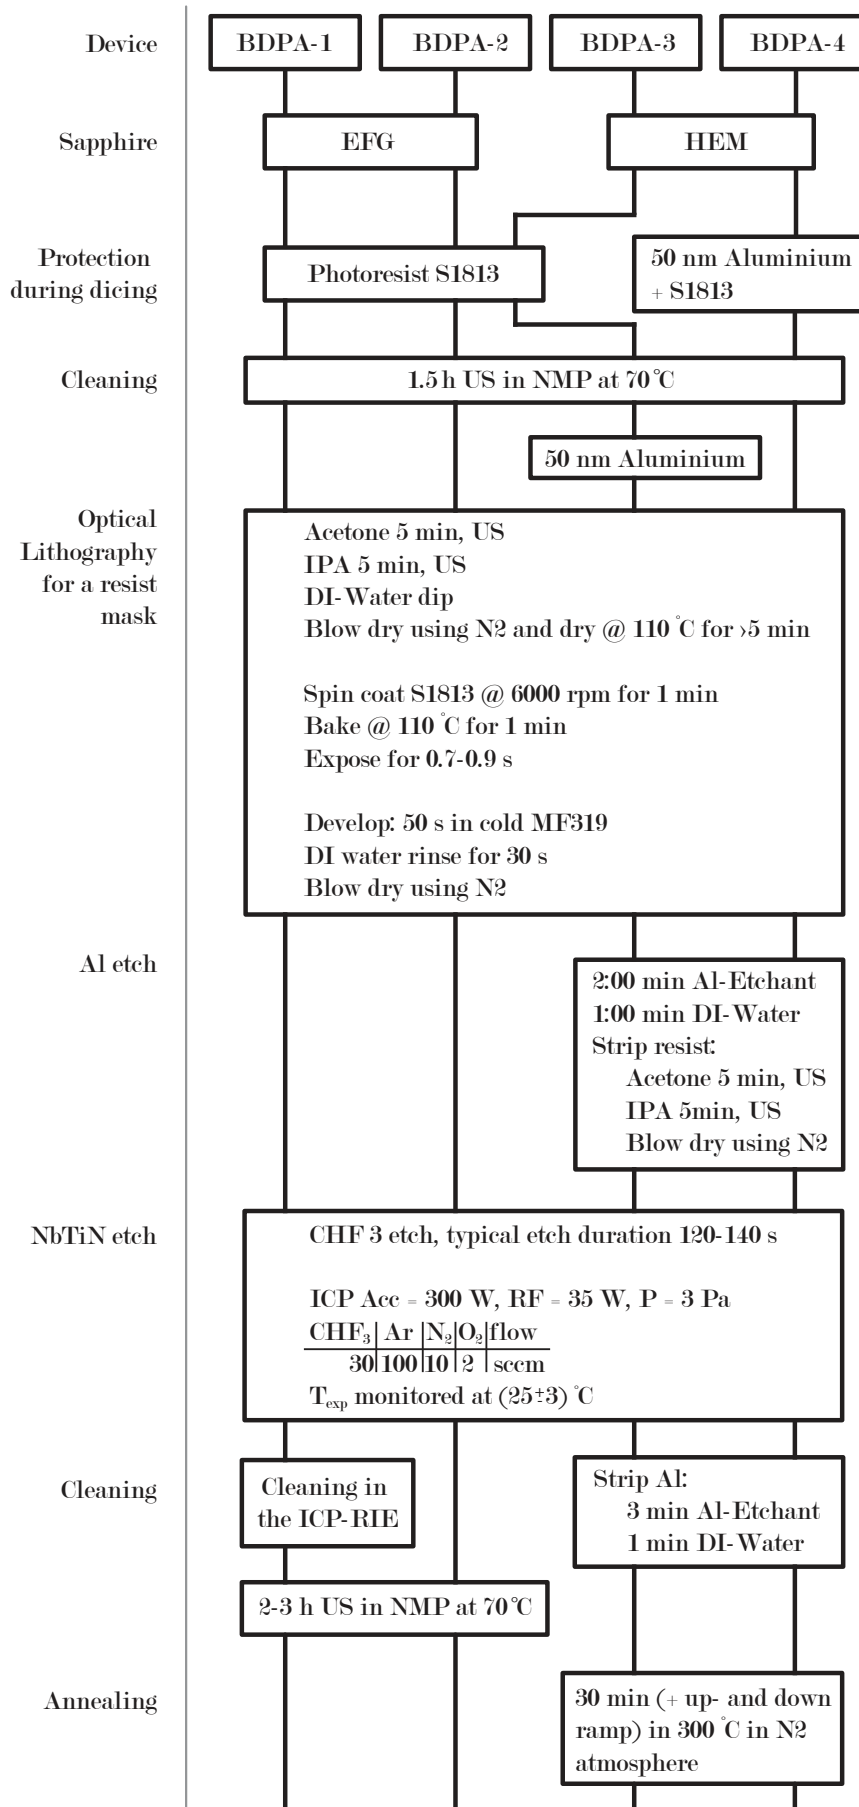 Device
BDPA-1
BDPA-2
BDPA-3
BDPA-4
Sapphire
EFG
HEM
Protection
during dicing
Photoresist S1813
50 nm Aluminium
+ S1813
Cleaning
1.5 h US in NMP at 70 °C
50 nm Aluminium
Optical
Lithography
for a resist
mask
Acetone 5 min, US
IPA 5 min, US
DI-Water dip
Blow dry using N2 and dry @ 110 °C for >5 min
Spin coat S1813 @ 6000 rpm for 1 min
Bake @ 110 °C for 1 min
Expose for 0.7-0.9 s
Develop: 50 s in cold MF319
DI water rinse for 30 s
Blow dry using N2
Al etch
2:00 min Al-Etchant
1:00 min DI-Water
Strip resist:
Acetone 5 min, US
IPA 5min, US
Blow dry using N2
NbTiN etch
CHF 3 etch, typical etch duration 120-140 s
ICP Acc = 300 W, RF = 35 W, P = 3 Pa
CHF₃ | Ar | N₂ | O₂ | flow
30 | 100 | 10 | 2 | sccm
Texp monitored at (25±3) °C
Cleaning
Cleaning in
the ICP-RIE
Strip Al:
3 min Al-Etchant
1 min DI-Water
2-3 h US in NMP at 70 °C
Annealing
30 min (+ up- and down
ramp) in 300 °C in N2
atmosphere